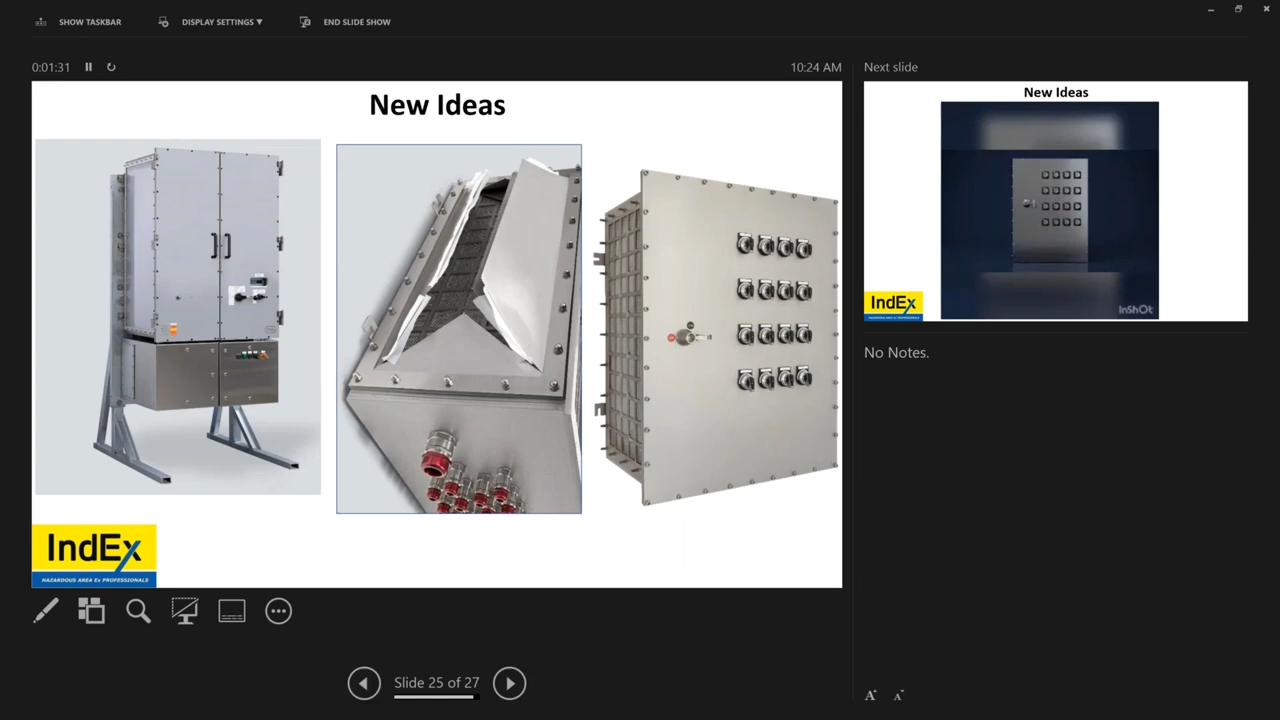 SHOW TASKBAR
DISPLAY SETTINGS ▼
END SLIDE SHOW
0:01:31
10:24 AM
Next slide
New Ideas
New Ideas
IndEx
InShOt
No Notes.
IndEx
HAZARDOUS AREA Ex PROFESSIONALS
Slide 25 of 27
A
A